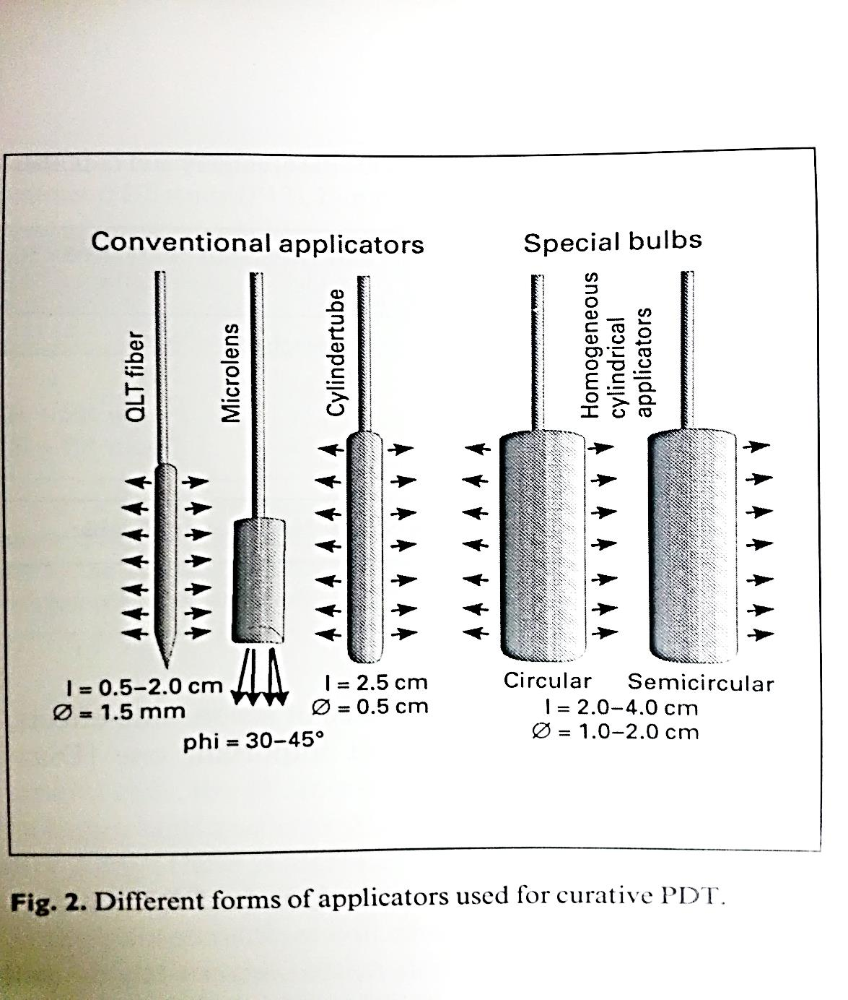 Conventional applicators
Special bulbs
QLT fiber
Microlens
Cylindertube
Homogeneous
cylindrical
applicators
l = 0.5–2.0 cm
Ø = 1.5 mm
phi = 30–45°
l = 2.5 cm
Ø = 0.5 cm
Circular
Semicircular
l = 2.0–4.0 cm
Ø = 1.0–2.0 cm
Fig. 2. Different forms of applicators used for curative PDT.